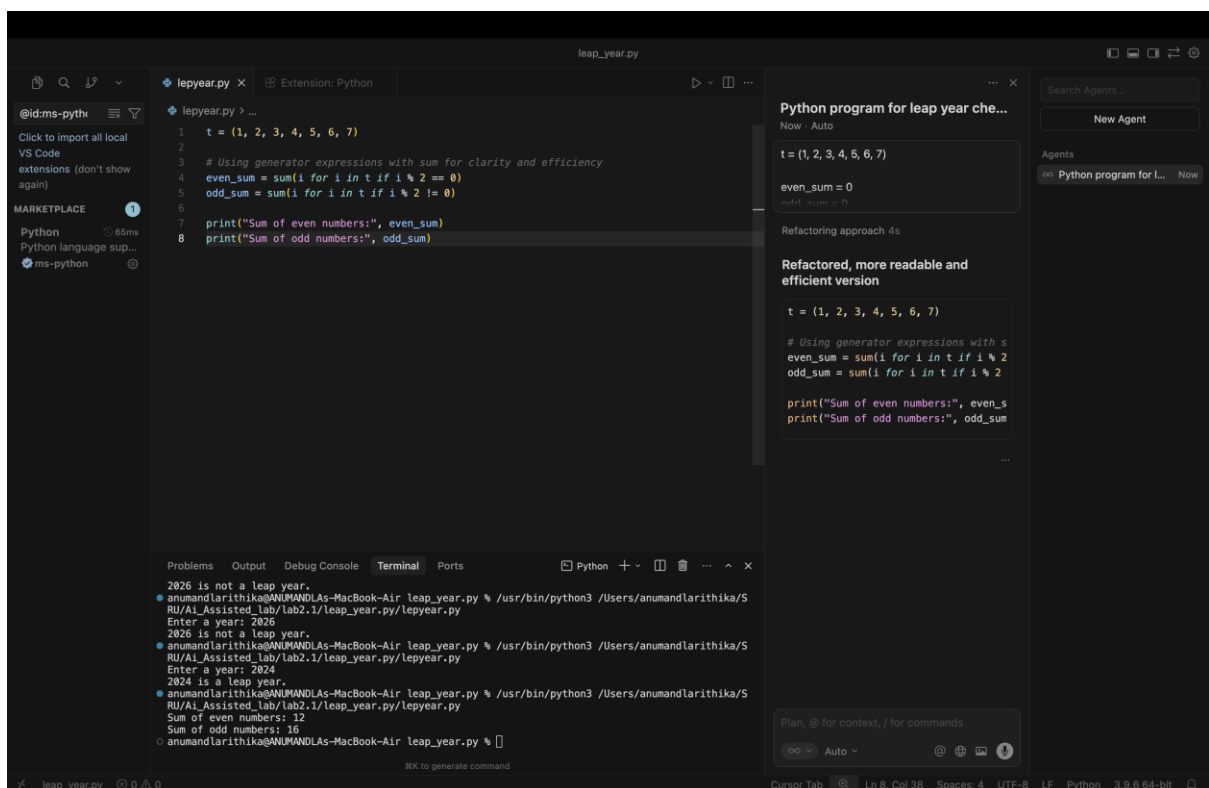 leap_year.py
@id:ms-pytho
Click to import all local
VS Code
extensions (don't show
again)
MARKETPLACE 1
Python 65ms
Python language sup...
ms-python
lepyear.py Extension: Python
lepyear.py > ...
1 t = (1, 2, 3, 4, 5, 6, 7)
2
3 # Using generator expressions with sum for clarity and efficiency
4 even_sum = sum(i for i in t if i % 2 == 0)
5 odd_sum = sum(i for i in t if i % 2 != 0)
6
7 print("Sum of even numbers:", even_sum)
8 print("Sum of odd numbers:", odd_sum)
Problems Output Debug Console Terminal Ports Python
2026 is not a leap year.
anumandlarithika@ANUMANDLAs-MacBook-Air leap_year.py % /usr/bin/python3 /Users/anumandlarithika/S
RU/Ai_Assisted_lab/lab2.1/leap_year.py/lepyear.py
Enter a year: 2026
2026 is not a leap year.
anumandlarithika@ANUMANDLAs-MacBook-Air leap_year.py % /usr/bin/python3 /Users/anumandlarithika/S
RU/Ai_Assisted_lab/lab2.1/leap_year.py/lepyear.py
Enter a year: 2024
2024 is a leap year.
anumandlarithika@ANUMANDLAs-MacBook-Air leap_year.py % /usr/bin/python3 /Users/anumandlarithika/S
RU/Ai_Assisted_lab/lab2.1/leap_year.py/lepyear.py
Sum of even numbers: 12
Sum of odd numbers: 16
anumandlarithika@ANUMANDLAs-MacBook-Air leap_year.py %
⌘K to generate command
Python program for leap year che...
Now · Auto
t = (1, 2, 3, 4, 5, 6, 7)
even_sum = 0
odd_sum = 0
Refactoring approach 4s
Refactored, more readable and
efficient version
t = (1, 2, 3, 4, 5, 6, 7)
# Using generator expressions with s
even_sum = sum(i for i in t if i % 2
odd_sum = sum(i for i in t if i % 2
print("Sum of even numbers:", even_s
print("Sum of odd numbers:", odd_sum
...
Plan, @ for context, / for commands
Auto
Search Agents...
New Agent
Agents
Python program for l... Now
leap_year.py 0 0
Cursor Tab Ln 8, Col 38 Spaces: 4 UTF-8 LF Python 3.9.6 64-bit